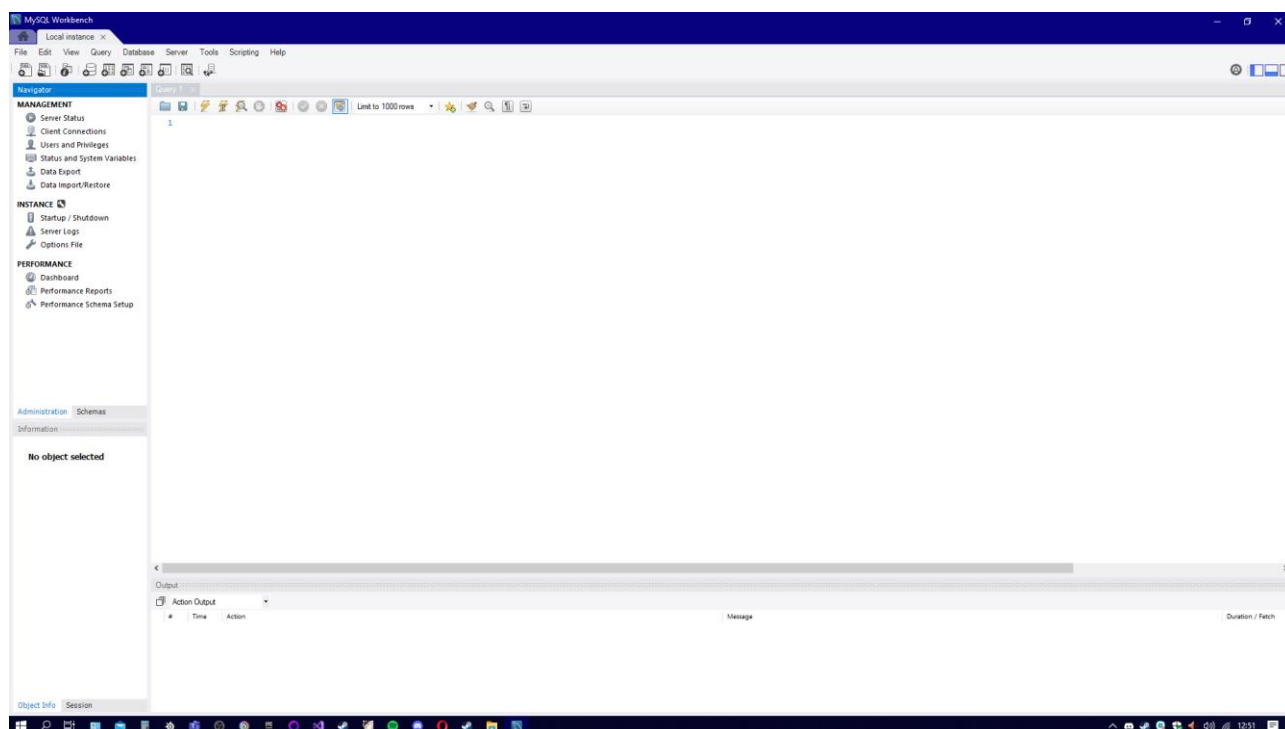 MySQL Workbench
Local instance
File Edit View Query Database Server Tools Scripting Help
Navigator
Query 1
MANAGEMENT
Server Status
Client Connections
Users and Privileges
Status and System Variables
Data Export
Data Import/Restore
INSTANCE
Startup / Shutdown
Server Logs
Options File
PERFORMANCE
Dashboard
Performance Reports
Performance Schema Setup
Administration Schemas
Information
No object selected
Object Info Session
Limit to 1000 rows
1
Output
Action Output
# Time Action Message Duration / Fetch
12:51